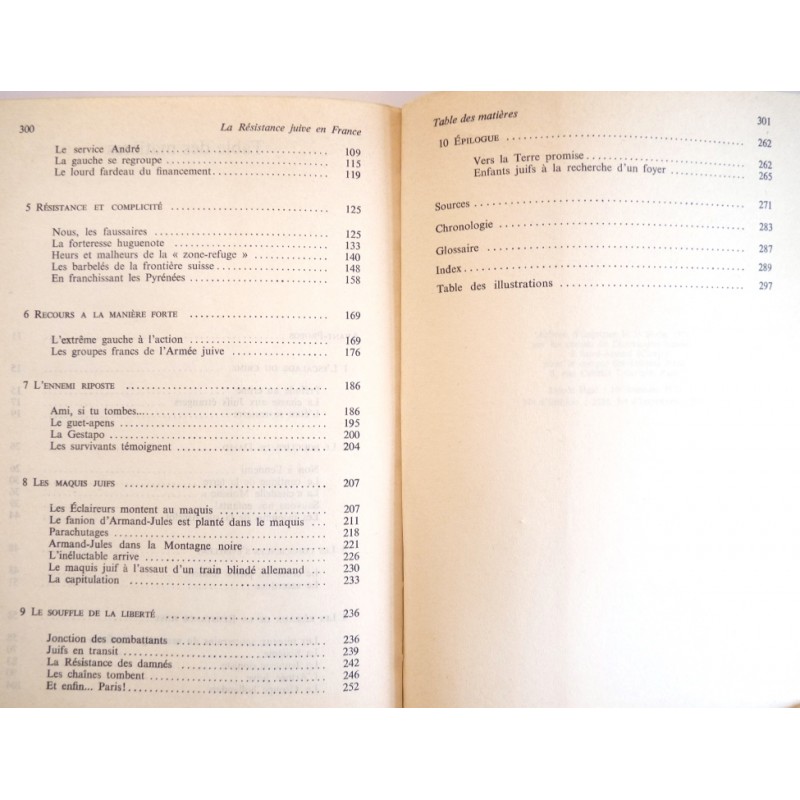 300 La Résistance juive en France
Le service André ........ 109
La gauche se regroupe ........ 115
Le lourd fardeau du financement ........ 119
5 RÉSISTANCE ET COMPLICITÉ ........ 125
Nous, les faussaires ........ 125
La forteresse huguenote ........ 133
Heurs et malheurs de la « zone-refuge » ........ 140
Les barbelés de la frontière suisse ........ 148
En franchissant les Pyrénées ........ 158
6 RECOURS A LA MANIÈRE FORTE ........ 169
L'extrême gauche à l'action ........ 169
Les groupes francs de l'Armée juive ........ 176
7 L'ENNEMI RIPOSTE ........ 186
Ami, si tu tombes... ........ 186
Le guet-apens ........ 195
La Gestapo ........ 200
Les survivants témoignent ........ 204
8 LES MAQUIS JUIFS ........ 207
Les Éclaireurs montent au maquis ........ 207
Le fanion d'Armand-Jules est planté dans le maquis ... 211
Parachutages ........ 218
Armand-Jules dans la Montagne noire ........ 221
L'inéluctable arrive ........ 226
Le maquis juif à l'assaut d'un train blindé allemand .... 230
La capitulation ........ 233
9 LE SOUFFLE DE LA LIBERTÉ ........ 236
Jonction des combattants ........ 236
Juifs en transit ........ 239
La Résistance des damnés ........ 242
Les chaînes tombent ........ 246
Et enfin... Paris! ........ 252
Table des matières 301
10 ÉPILOGUE ........ 262
Vers la Terre promise ........ 262
Enfants juifs à la recherche d'un foyer ........ 265
Sources ........ 271
Chronologie ........ 283
Glossaire ........ 287
Index ........ 289
Table des illustrations ........ 297